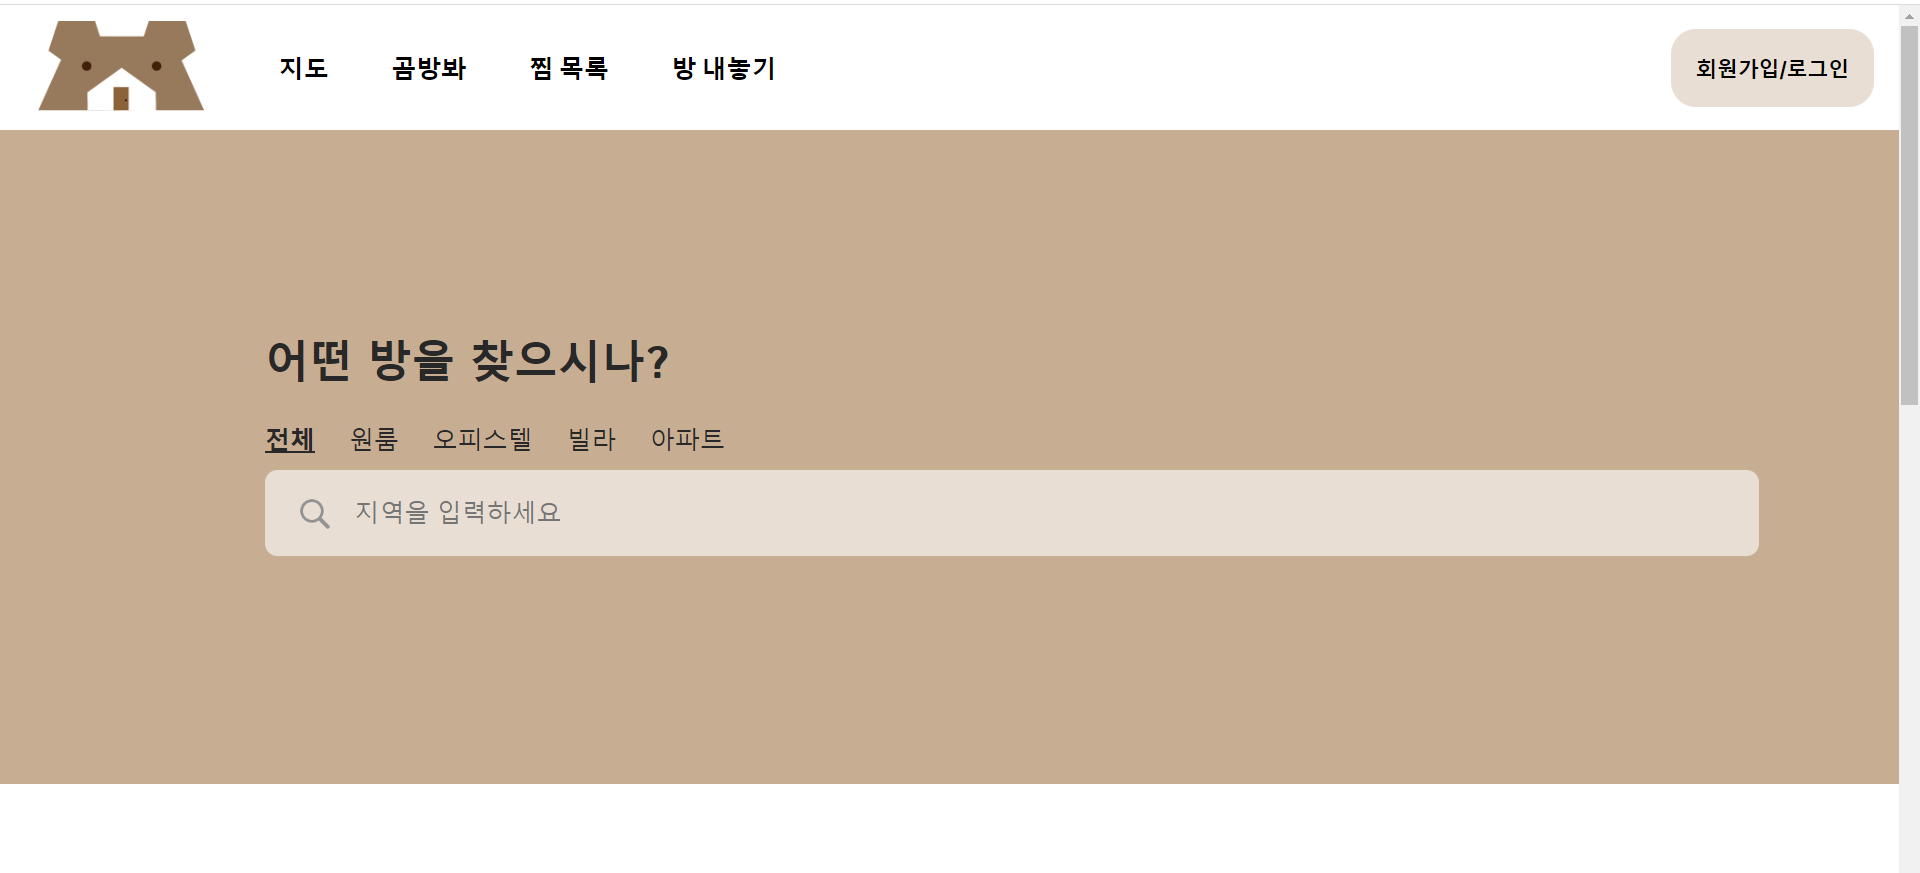 지도 곰방봐 찜 목록 방 내놓기 회원가입/로그인
어떤 방을 찾으시나?
전체 원룸 오피스텔 빌라 아파트
지역을 입력하세요